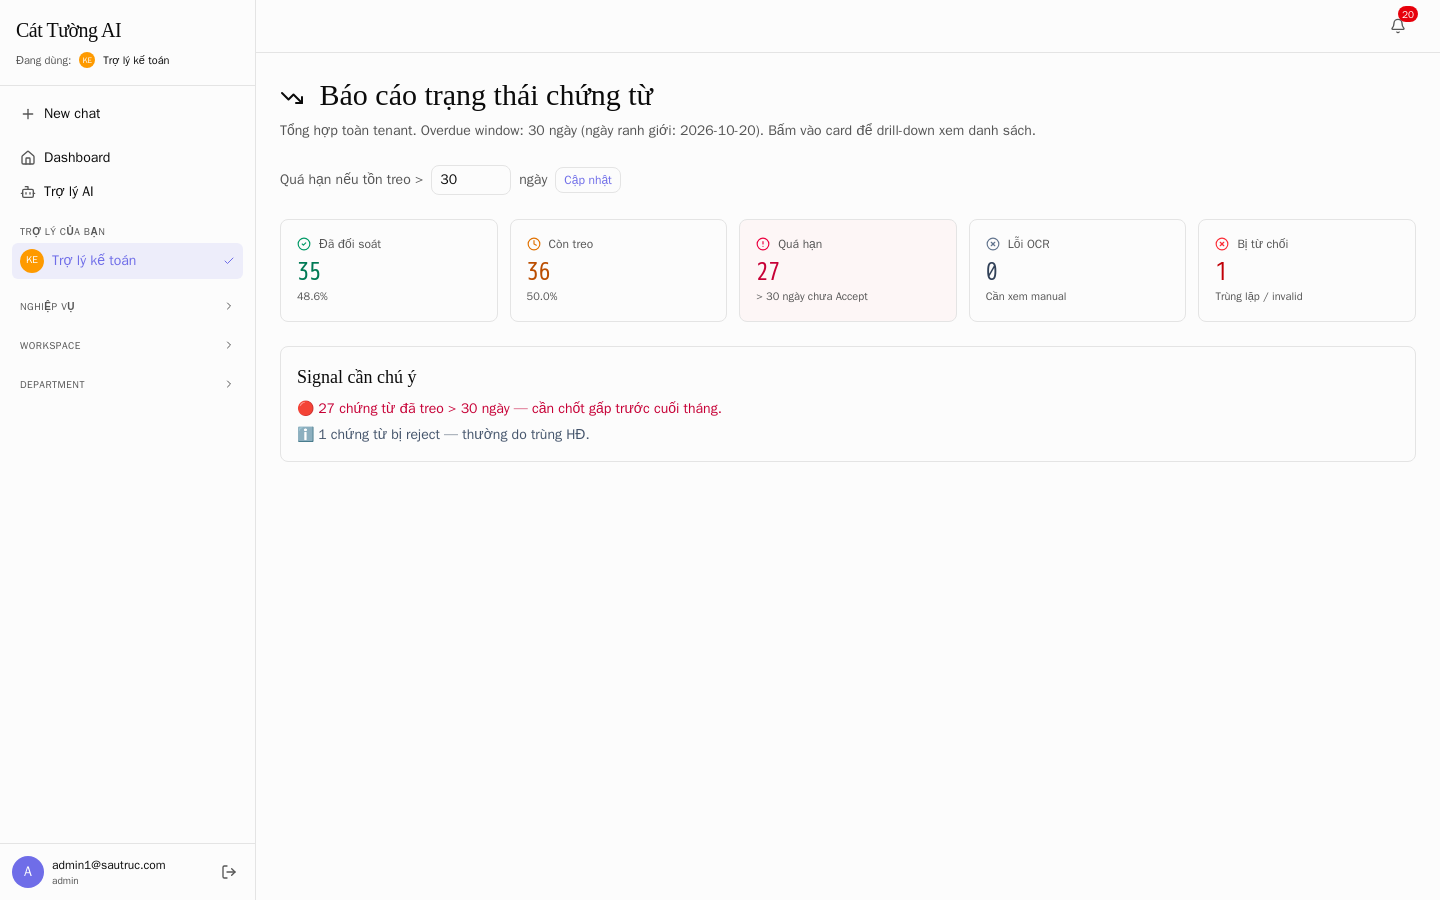 Cát Tường AI
Đang dùng: KE Trợ lý kế toán
New chat
Dashboard
Trợ lý AI
TRỢ LÝ CỦA BẠN
KE Trợ lý kế toán
NGHIỆP VỤ
WORKSPACE
DEPARTMENT
A admin1@sautruc.com
admin
20
Báo cáo trạng thái chứng từ
Tổng hợp toàn tenant. Overdue window: 30 ngày (ngày ranh giới: 2026-10-20). Bấm vào card để drill-down xem danh sách.
Quá hạn nếu tồn treo > 30 ngày Cập nhật
Đã đối soát
35
48.6%
Còn treo
36
50.0%
Quá hạn
27
> 30 ngày chưa Accept
Lỗi OCR
0
Cần xem manual
Bị từ chối
1
Trùng lặp / invalid
Signal cần chú ý
🔴 27 chứng từ đã treo > 30 ngày — cần chốt gấp trước cuối tháng.
ℹ️ 1 chứng từ bị reject — thường do trùng HĐ.